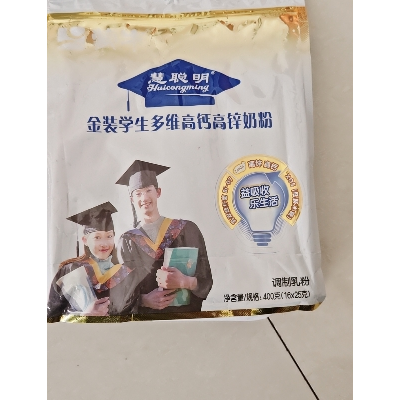 慧聪明
Huicongming
金装学生多维高钙高锌奶粉
益吸收
乐生活
调制乳粉
净含量/规格:400克(16x25克)